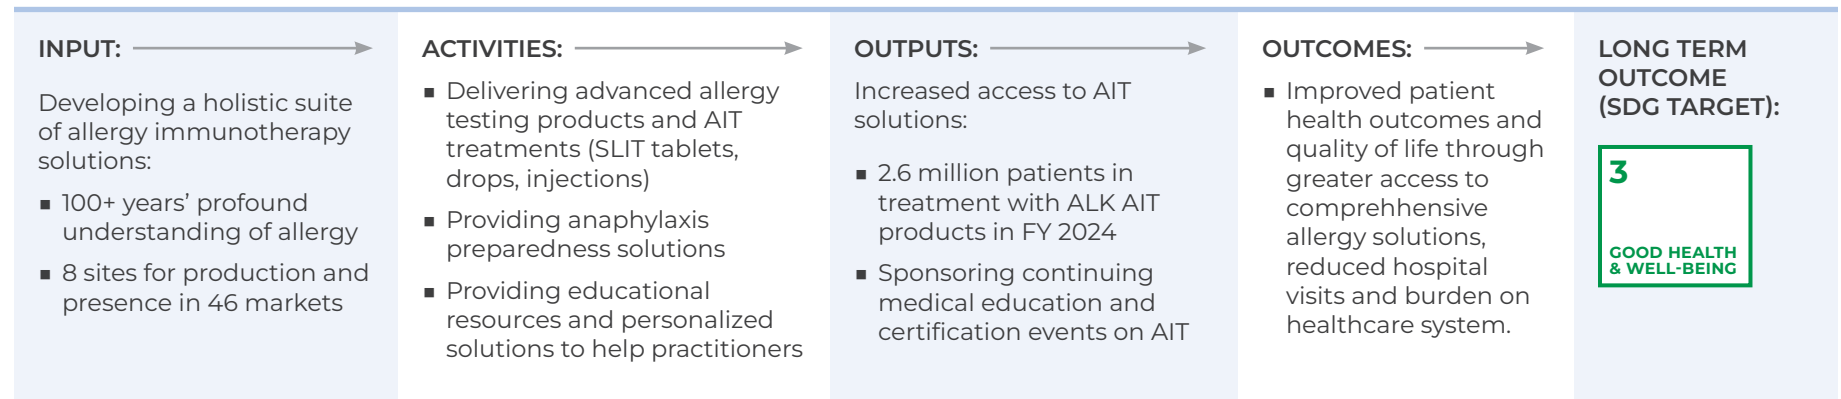 INPUT:
Developing a holistic suite
of allergy immunotherapy
solutions:
▪ 100+ years’ profound
understanding of allergy
▪ 8 sites for production and
presence in 46 markets
ACTIVITIES:
▪ Delivering advanced allergy
testing products and AIT
treatments (SLIT tablets,
drops, injections)
▪ Providing anaphylaxis
preparedness solutions
▪ Providing educational
resources and personalized
solutions to help practitioners
OUTPUTS:
Increased access to AIT
solutions:
▪ 2.6 million patients in
treatment with ALK AIT
products in FY 2024
▪ Sponsoring continuing
medical education and
certification events on AIT
OUTCOMES:
▪ Improved patient
health outcomes and
quality of life through
greater access to
comprehhensive
allergy solutions,
reduced hospital
visits and burden on
healthcare system.
LONG TERM
OUTCOME
(SDG TARGET):
3
GOOD HEALTH
& WELL-BEING